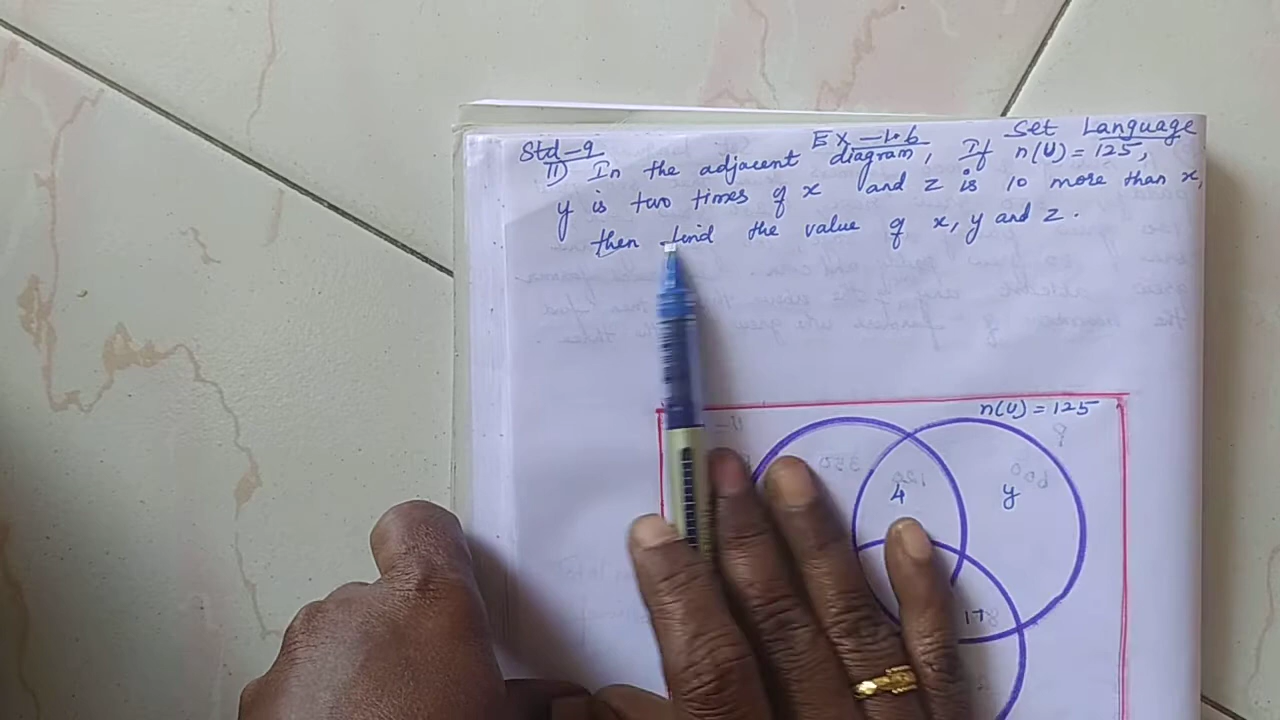 Set Language
Std-9
Ex-1.6
11) In the adjacent diagram, If n(U) = 125,
y is two times of x and z is 10 more than x,
then find the value of x, y and z.
n(U) = 125
4
y
17